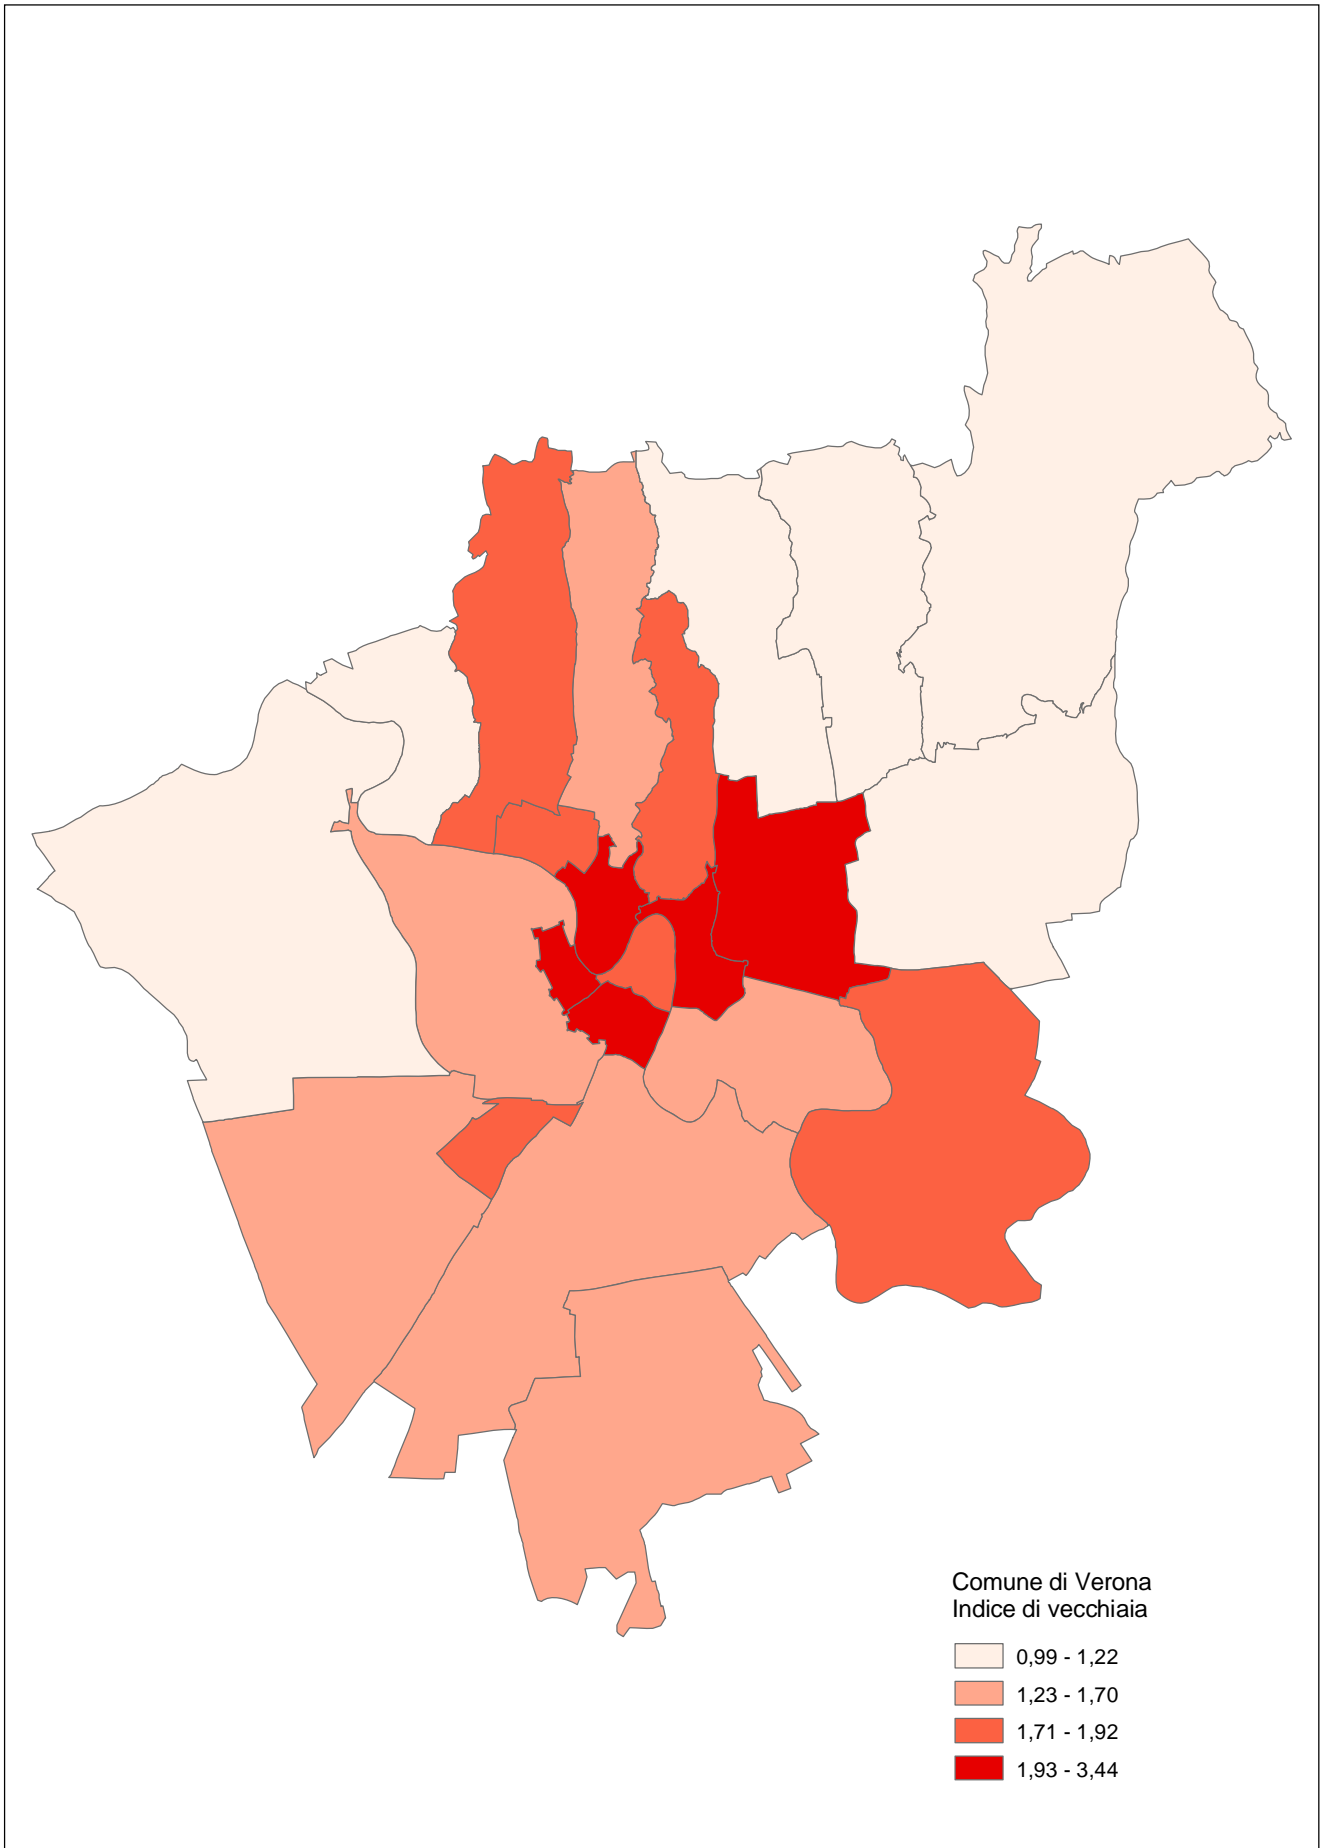 Comune di Verona
Indice di vecchiaia
0,99 - 1,22
1,23 - 1,70
1,71 - 1,92
1,93 - 3,44